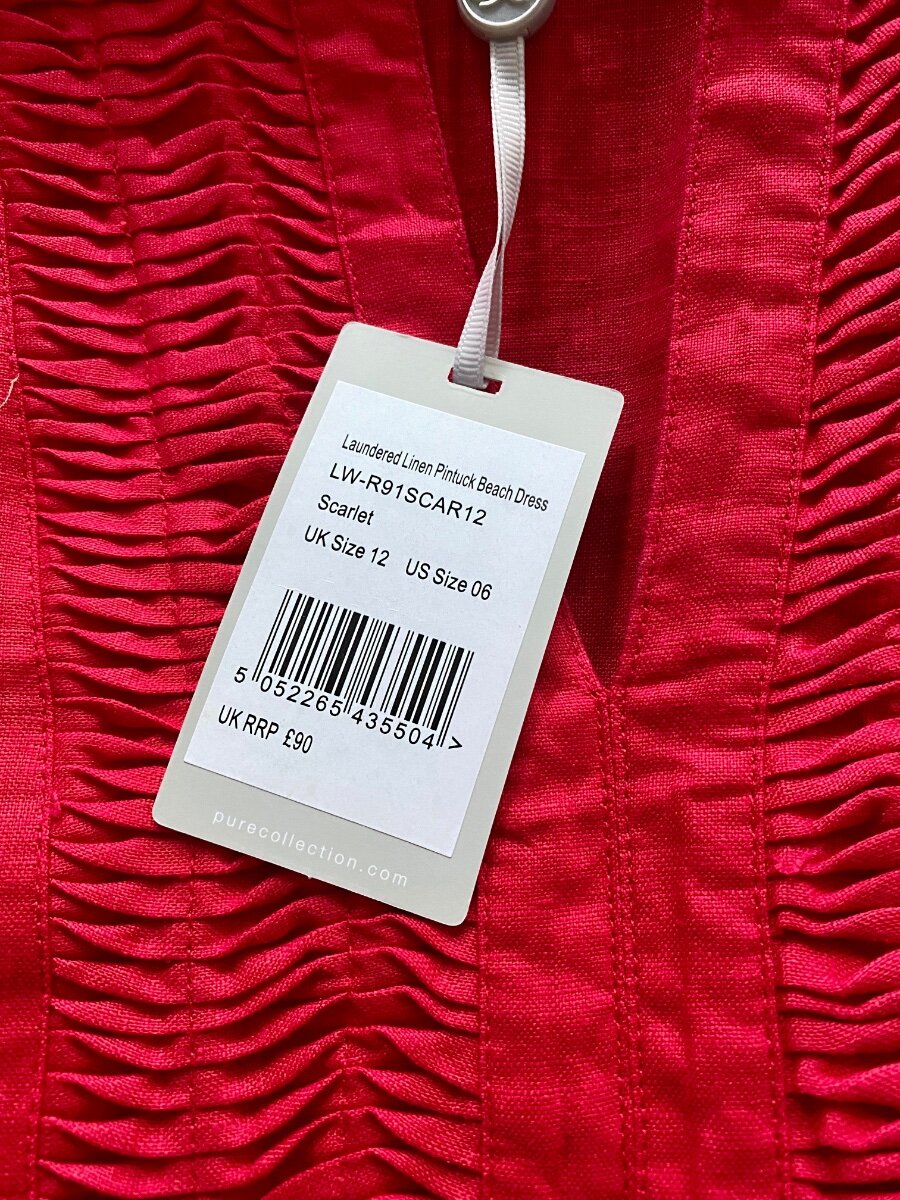 Laundered Linen Pintuck Beach Dress
LW-R91SCAR12
Scarlet
UK Size 12 US Size 06
5 052265 435504 >
UK RRP £90
purecollection.com